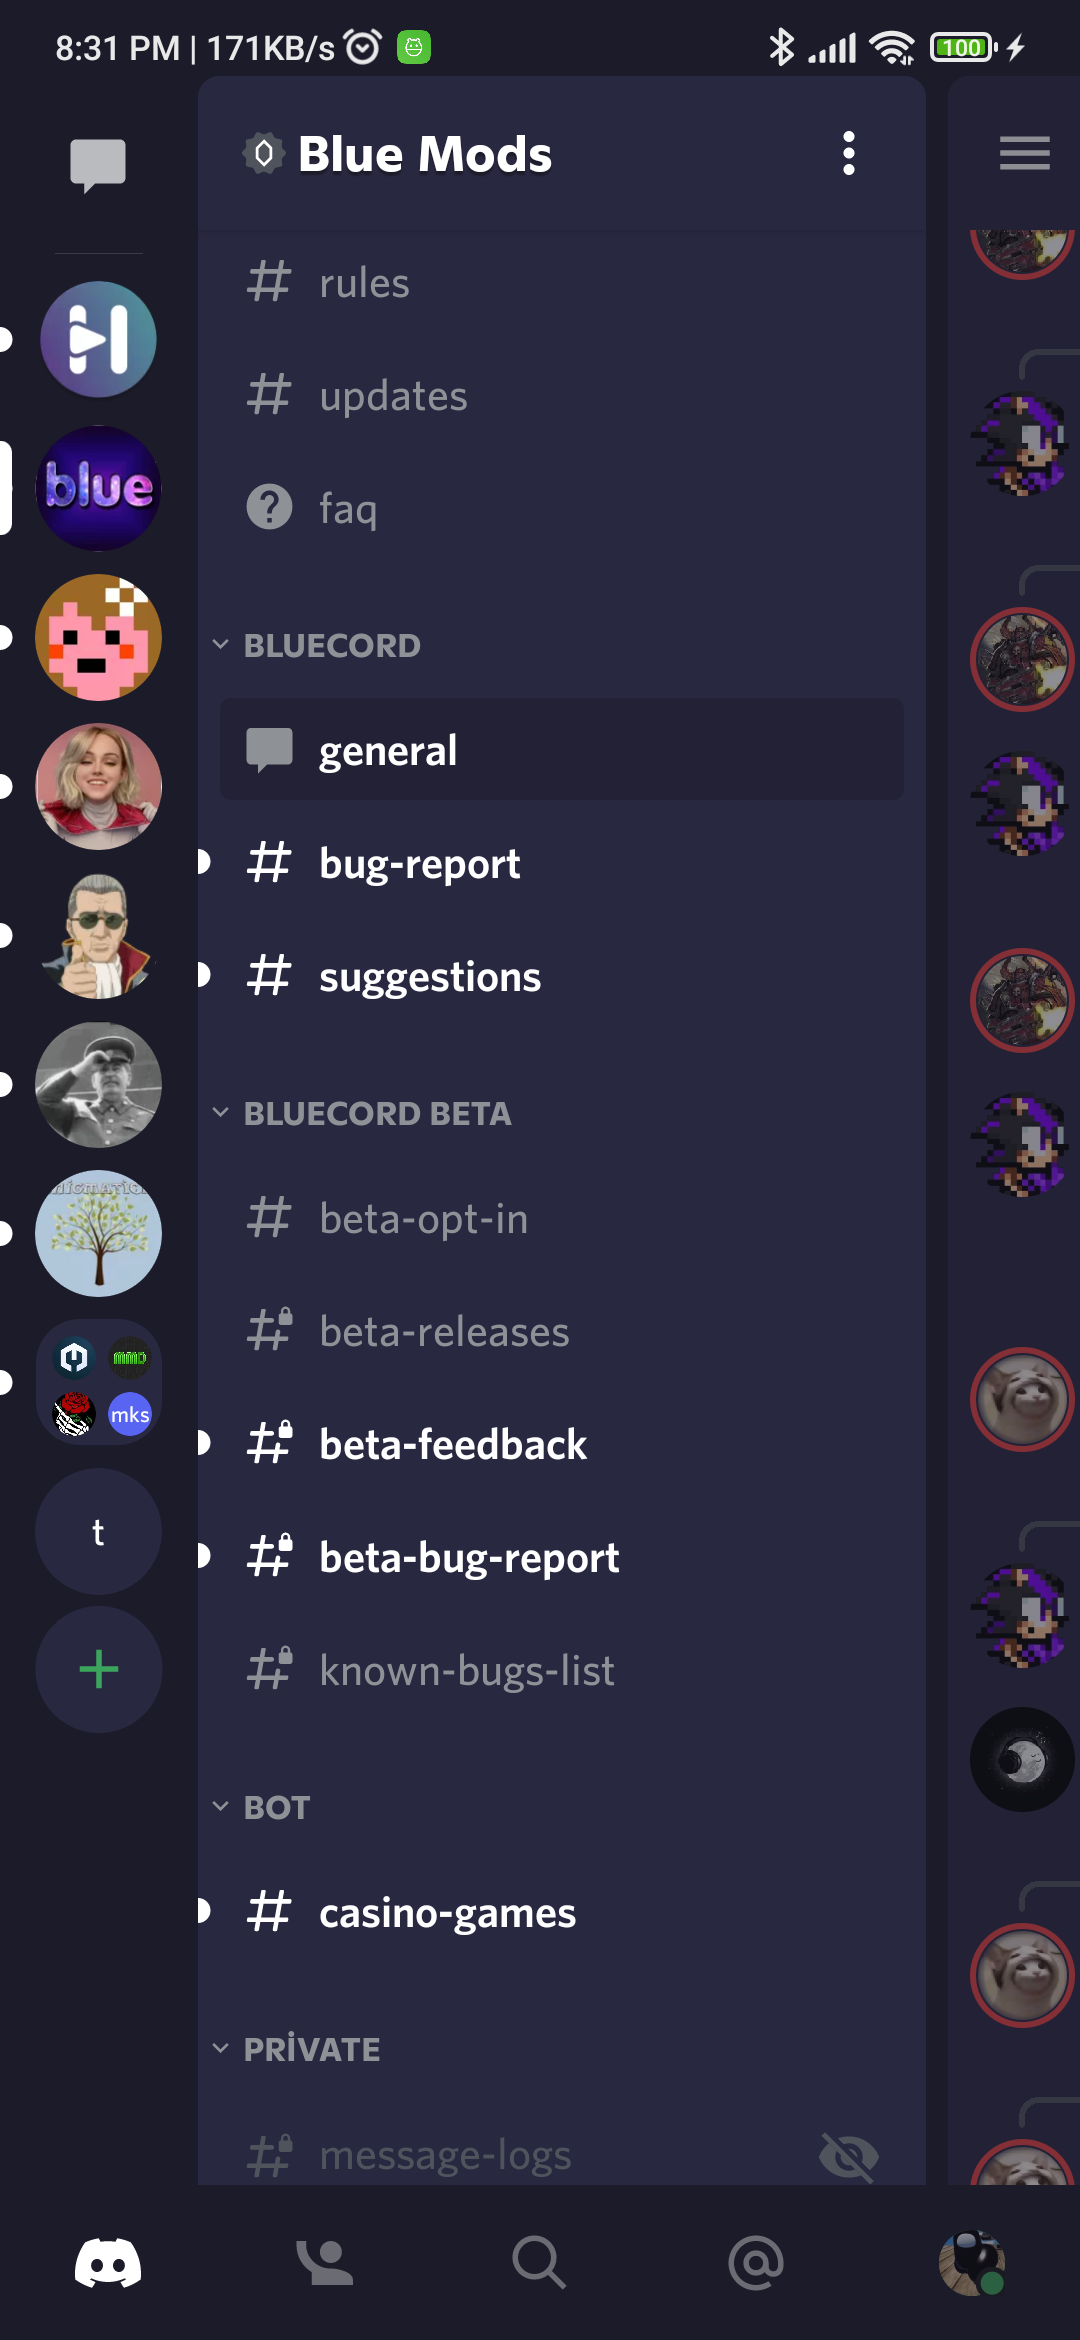 8:31 PM | 171KB/s
100
Blue Mods
rules
updates
faq
blue
BLUECORD
general
bug-report
suggestions
BLUECORD BETA
beta-opt-in
beta-releases
mmD
mks
beta-feedback
t
beta-bug-report
known-bugs-list
BOT
casino-games
PRİVATE
message-logs